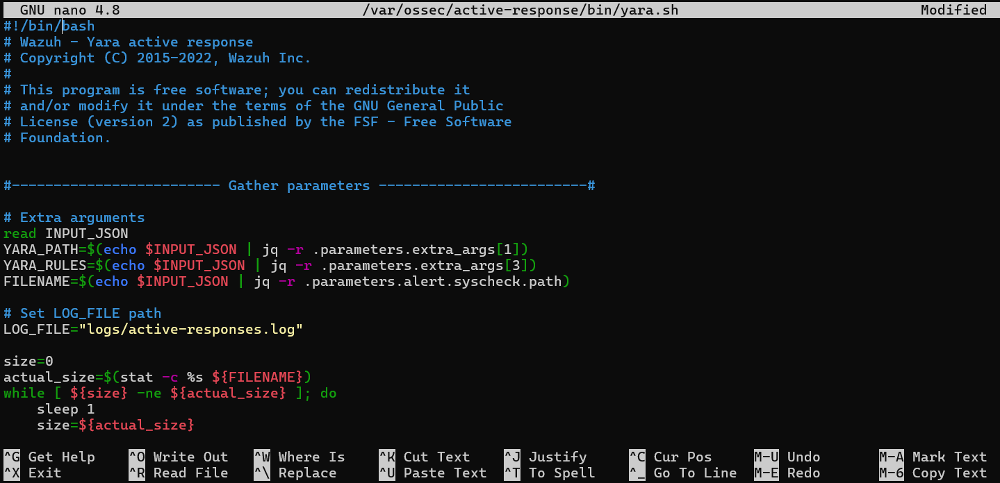 GNU nano 4.8 /var/ossec/active-response/bin/yara.sh Modified
#!/bin/bash
# Wazuh - Yara active response
# Copyright (C) 2015-2022, Wazuh Inc.
#
# This program is free software; you can redistribute it
# and/or modify it under the terms of the GNU General Public
# License (version 2) as published by the FSF - Free Software
# Foundation.
#------------------------- Gather parameters -------------------------#
# Extra arguments
read INPUT_JSON
YARA_PATH=$(echo $INPUT_JSON | jq -r .parameters.extra_args[1])
YARA_RULES=$(echo $INPUT_JSON | jq -r .parameters.extra_args[3])
FILENAME=$(echo $INPUT_JSON | jq -r .parameters.alert.syscheck.path)
# Set LOG_FILE path
LOG_FILE="logs/active-responses.log"
size=0
actual_size=$(stat -c %s ${FILENAME})
while [ ${size} -ne ${actual_size} ]; do
    sleep 1
    size=${actual_size}
^G Get Help ^O Write Out ^W Where Is ^K Cut Text ^J Justify ^C Cur Pos M-U Undo M-A Mark Text
^X Exit ^R Read File ^\ Replace ^U Paste Text ^T To Spell ^_ Go To Line M-E Redo M-6 Copy Text